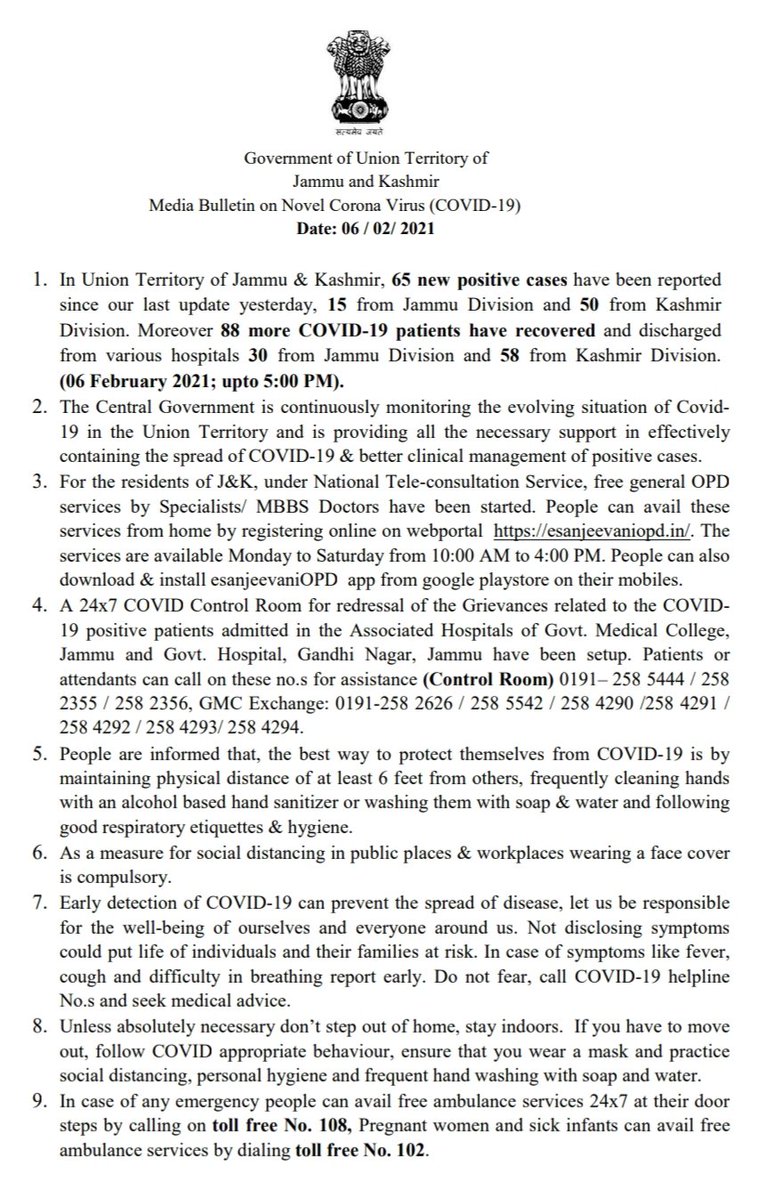 सत्यमेव जयते
Government of Union Territory of
Jammu and Kashmir
Media Bulletin on Novel Corona Virus (COVID-19)
Date: 06 / 02/ 2021
1. In Union Territory of Jammu & Kashmir, 65 new positive cases have been reported
since our last update yesterday, 15 from Jammu Division and 50 from Kashmir
Division. Moreover 88 more COVID-19 patients have recovered and discharged
from various hospitals 30 from Jammu Division and 58 from Kashmir Division.
(06 February 2021; upto 5:00 PM).
2. The Central Government is continuously monitoring the evolving situation of Covid-
19 in the Union Territory and is providing all the necessary support in effectively
containing the spread of COVID-19 & better clinical management of positive cases.
3. For the residents of J&K, under National Tele-consultation Service, free general OPD
services by Specialists/ MBBS Doctors have been started. People can avail these
services from home by registering online on webportal https://esanjeevaniopd.in/. The
services are available Monday to Saturday from 10:00 AM to 4:00 PM. People can also
download & install esanjeevaniOPD app from google playstore on their mobiles.
4. A 24x7 COVID Control Room for redressal of the Grievances related to the COVID-
19 positive patients admitted in the Associated Hospitals of Govt. Medical College,
Jammu and Govt. Hospital, Gandhi Nagar, Jammu have been setup. Patients or
attendants can call on these no.s for assistance (Control Room) 0191– 258 5444 / 258
2355 / 258 2356, GMC Exchange: 0191-258 2626 / 258 5542 / 258 4290 /258 4291 /
258 4292 / 258 4293/ 258 4294.
5. People are informed that, the best way to protect themselves from COVID-19 is by
maintaining physical distance of at least 6 feet from others, frequently cleaning hands
with an alcohol based hand sanitizer or washing them with soap & water and following
good respiratory etiquettes & hygiene.
6. As a measure for social distancing in public places & workplaces wearing a face cover
is compulsory.
7. Early detection of COVID-19 can prevent the spread of disease, let us be responsible
for the well-being of ourselves and everyone around us. Not disclosing symptoms
could put life of individuals and their families at risk. In case of symptoms like fever,
cough and difficulty in breathing report early. Do not fear, call COVID-19 helpline
No.s and seek medical advice.
8. Unless absolutely necessary don’t step out of home, stay indoors. If you have to move
out, follow COVID appropriate behaviour, ensure that you wear a mask and practice
social distancing, personal hygiene and frequent hand washing with soap and water.
9. In case of any emergency people can avail free ambulance services 24x7 at their door
steps by calling on toll free No. 108, Pregnant women and sick infants can avail free
ambulance services by dialing toll free No. 102.